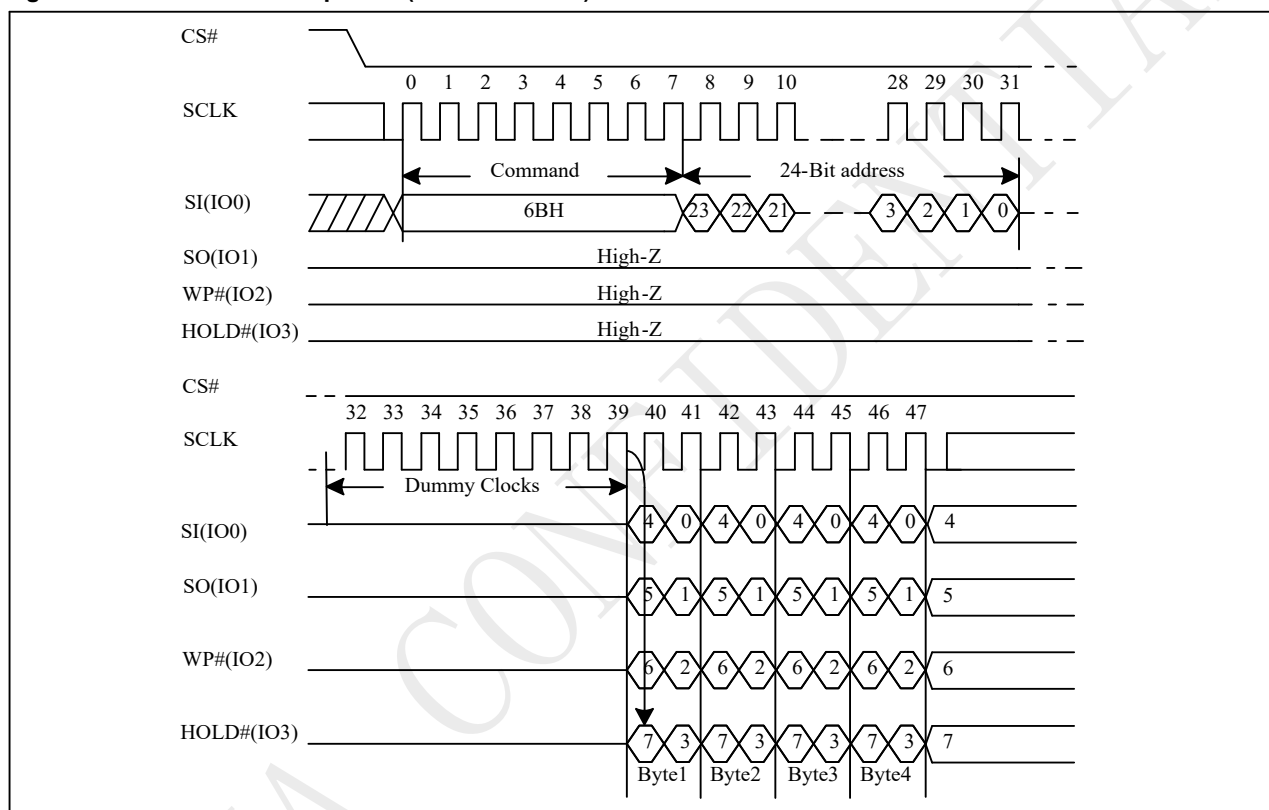 CS#
0 1 2 3 4 5 6 7 8 9 10 28 29 30 31
SCLK
Command 24-Bit address
SI(IO0) 6BH 23 22 21 3 2 1 0
SO(IO1) High-Z
WP#(IO2) High-Z
HOLD#(IO3) High-Z
CS#
32 33 34 35 36 37 38 39 40 41 42 43 44 45 46 47
SCLK
Dummy Clocks
SI(IO0) 4 0 4 0 4 0 4 0 4
SO(IO1) 5 1 5 1 5 1 5 1 5
WP#(IO2) 6 2 6 2 6 2 6 2 6
HOLD#(IO3) 7 3 7 3 7 3 7 3 7
Byte1 Byte2 Byte3 Byte4